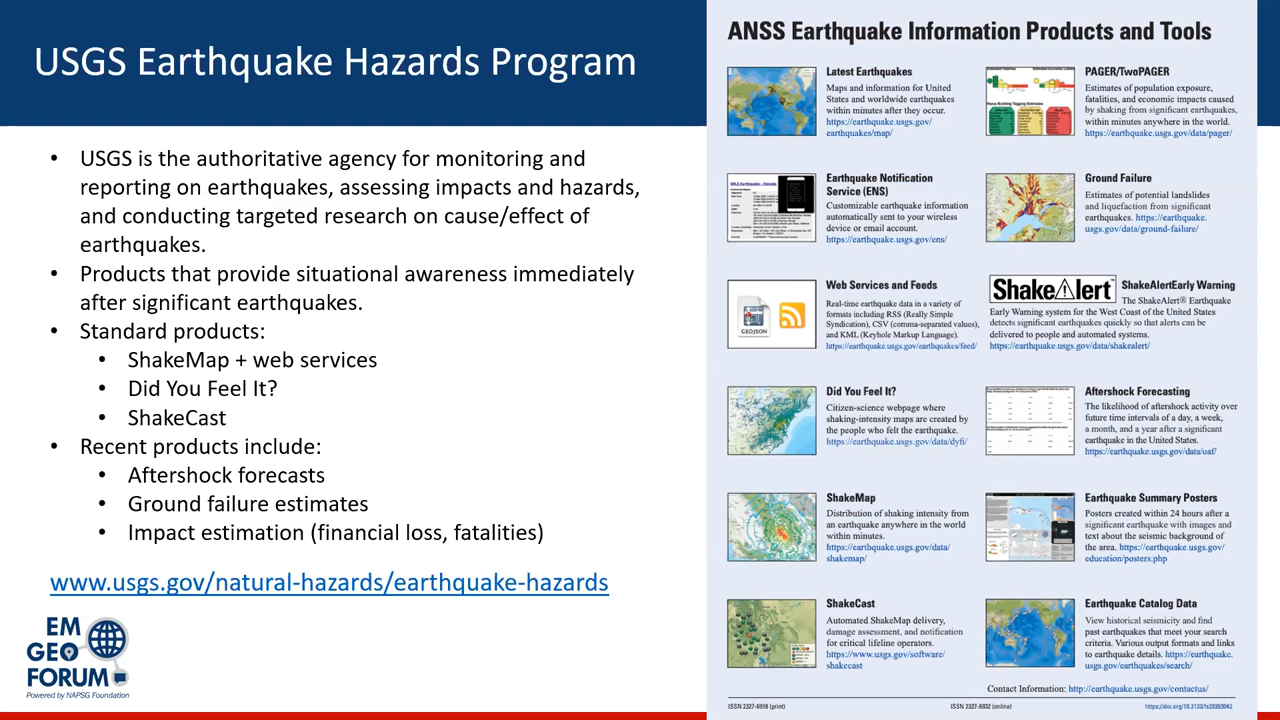 USGS Earthquake Hazards Program
• USGS is the authoritative agency for monitoring and
reporting on earthquakes, assessing impacts and hazards,
and conducting targeted research on cause/effect of
earthquakes.
• Products that provide situational awareness immediately
after significant earthquakes.
• Standard products:
• ShakeMap + web services
• Did You Feel It?
• ShakeCast
• Recent products include:
• Aftershock forecasts
• Ground failure estimates
• Impact estimation (financial loss, fatalities)
www.usgs.gov/natural-hazards/earthquake-hazards
EM
GEO
FORUM
Powered by NAPSG Foundation
ANSS Earthquake Information Products and Tools
Latest Earthquakes
Maps and information for United
States and worldwide earthquakes
within minutes after they occur.
https://earthquake.usgs.gov/
earthquakes/map/
Earthquake Notification
Service (ENS)
Customizable earthquake information
automatically sent to your wireless
device or email account.
https://earthquake.usgs.gov/ens/
GEOJSON
Web Services and Feeds
Real-time earthquake data in a variety of
formats including RSS (Really Simple
Syndication), CSV (comma-separated values),
and KML (Keyhole Markup Language).
https://earthquake.usgs.gov/earthquakes/feed/
Did You Feel It?
Citizen-science webpage where
shaking-intensity maps are created by
the people who felt the earthquake.
https://earthquake.usgs.gov/data/dyfi/
ShakeMap
Distribution of shaking intensity from
an earthquake anywhere in the world
within minutes.
https://earthquake.usgs.gov/data/
shakemap/
ShakeCast
Automated ShakeMap delivery,
damage assessment, and notification
for critical lifeline operators.
https://www.usgs.gov/software/
shakecast
PAGER/TwoPAGER
Estimates of population exposure,
fatalities, and economic impacts caused
by shaking from significant earthquakes,
within minutes anywhere in the world.
https://earthquake.usgs.gov/data/pager/
Ground Failure
Estimates of potential landslides
and liquefaction from significant
earthquakes. https://earthquake.
usgs.gov/data/ground-failure/
ShakeAlert™
ShakeAlertEarly Warning
The ShakeAlert® Earthquake
Early Warning system for the West Coast of the United States
detects significant earthquakes quickly so that alerts can be
delivered to people and automated systems.
https://earthquake.usgs.gov/data/shakealert/
Aftershock Forecasting
The likelihood of aftershock activity over
future time intervals of a day, a week,
a month, and a year after a significant
earthquake in the United States.
https://earthquake.usgs.gov/data/oaf/
Earthquake Summary Posters
Posters created within 24 hours after a
significant earthquake with images and
text about the seismic background of
the area. https://earthquake.usgs.gov/
education/posters.php
Earthquake Catalog Data
View historical seismicity and find
past earthquakes that meet your search
criteria. Various output formats and links
to earthquake details. https://earthquake.
usgs.gov/earthquakes/search/
Contact Information: http://earthquake.usgs.gov/contactus/
ISSN 2327-6916 (print)
ISSN 2327-6932 (online)
https://doi.org/10.3133/fs20203042